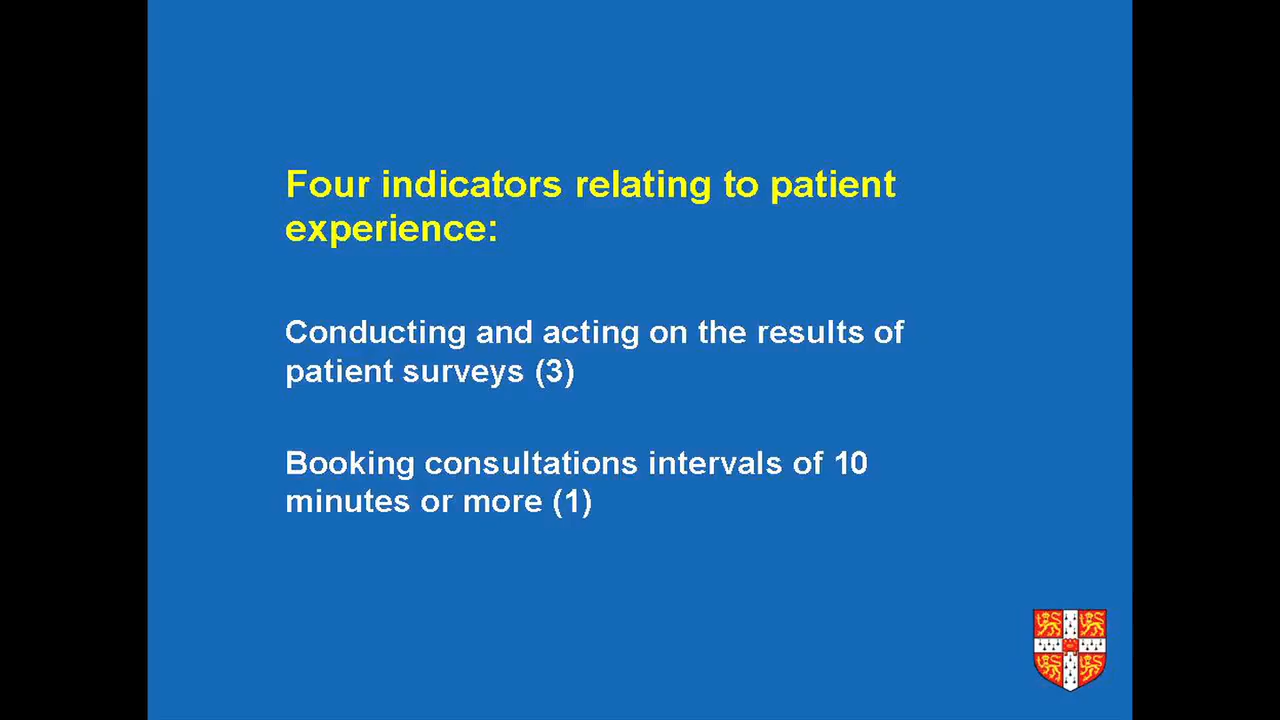 Four indicators relating to patient
experience:
Conducting and acting on the results of
patient surveys (3)
Booking consultations intervals of 10
minutes or more (1)